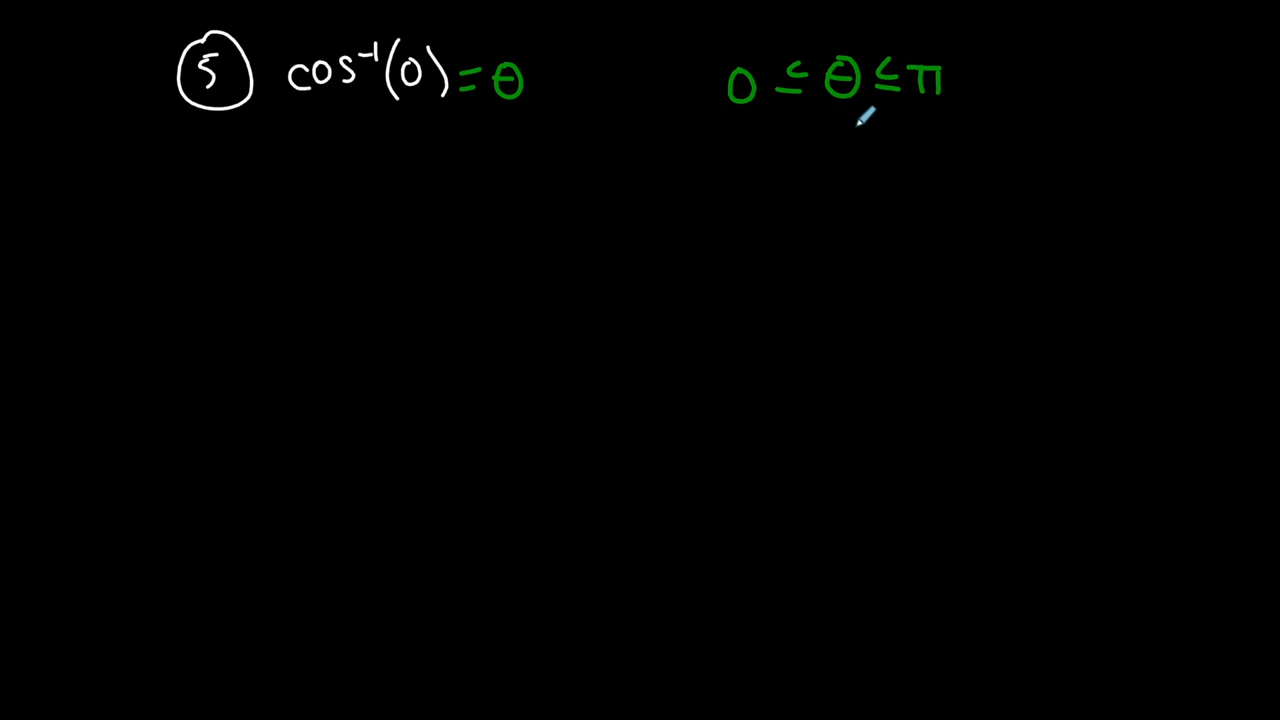 ⑤ cos⁻¹(0) = θ 0 ≤ θ ≤ π